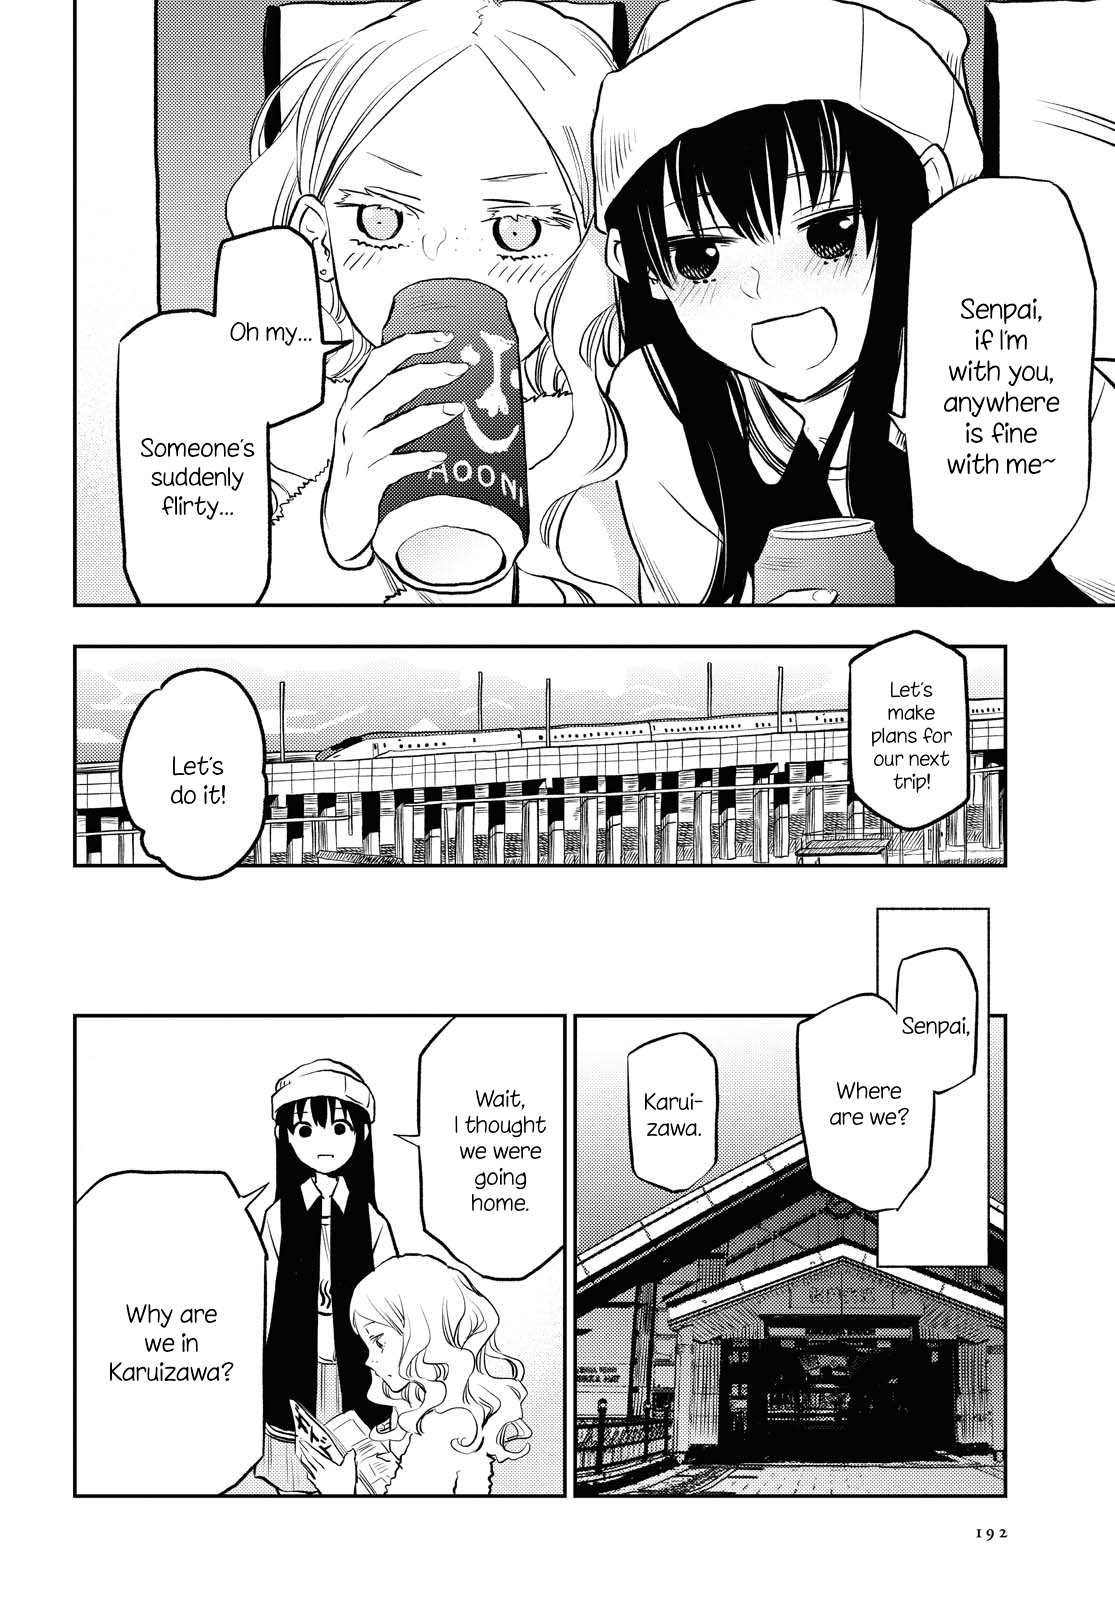 Senpai,
if I'm
with you,
anywhere
is fine
with me~
Oh my...
Someone's
suddenly
flirty...
AOONI
Let's
make
plans for
our next
trip!
Let's
do it!
Senpai,
Where
are we?
Karui-
zawa.
Wait,
I thought
we were
going
home.
Why are
we in
Karuizawa?
192